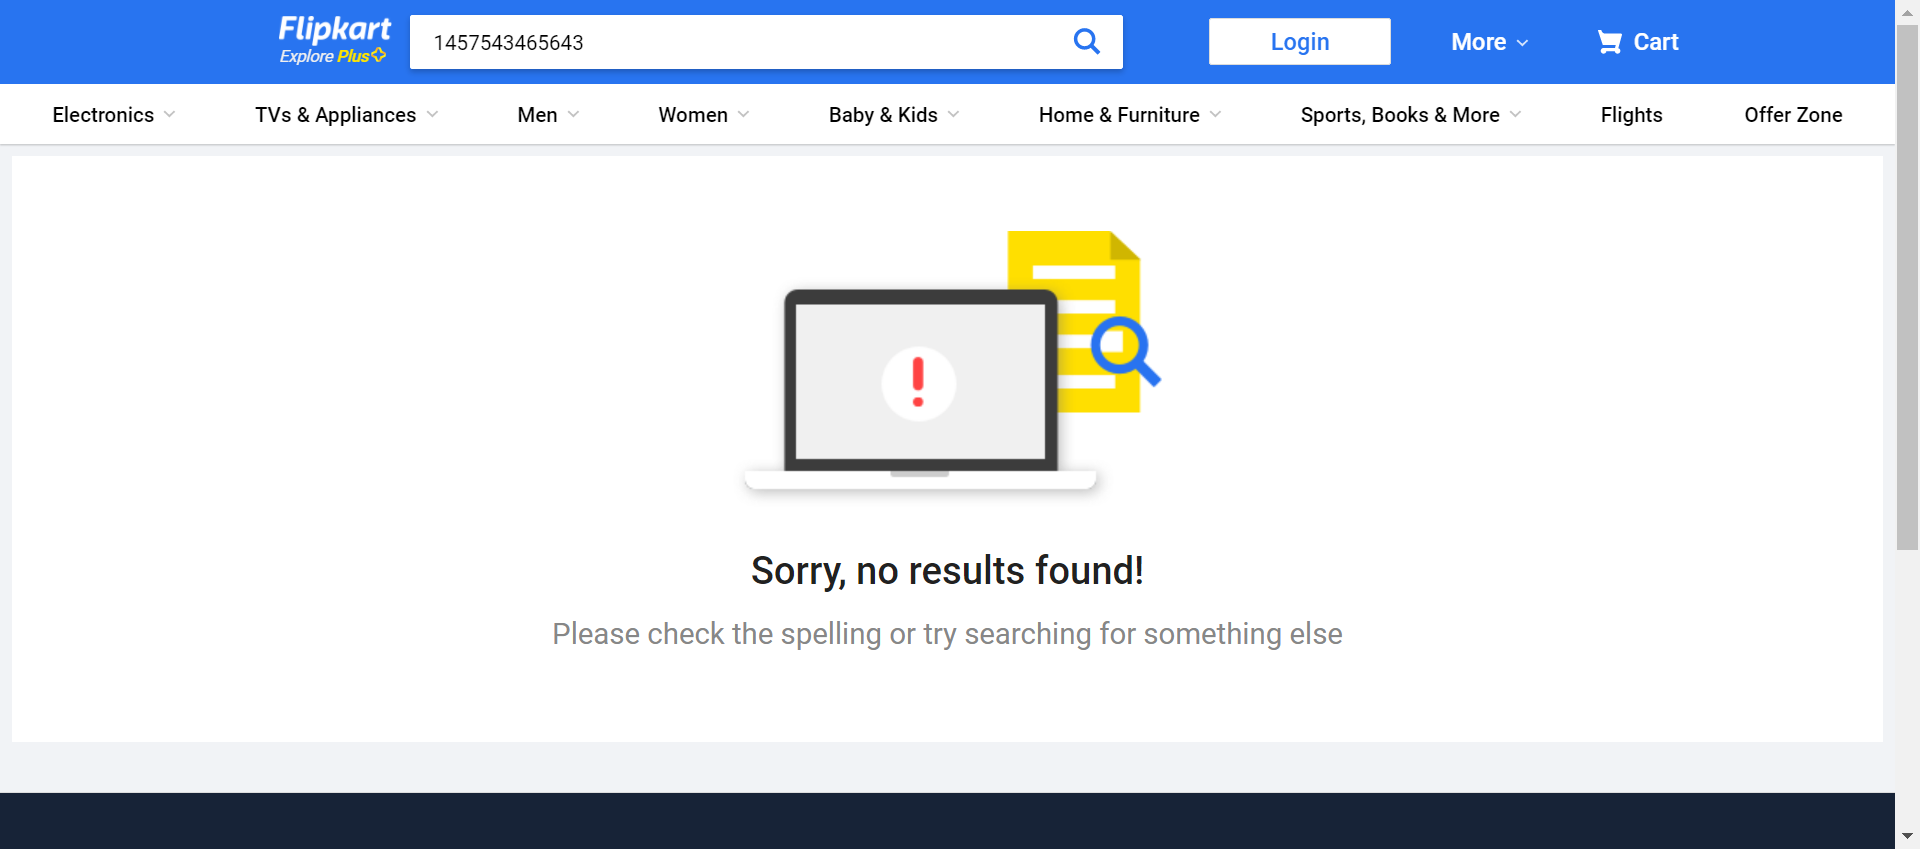 Flipkart
Explore Plus
1457543465643
Login
More
Cart
Electronics
TVs & Appliances
Men
Women
Baby & Kids
Home & Furniture
Sports, Books & More
Flights
Offer Zone
Sorry, no results found!
Please check the spelling or try searching for something else